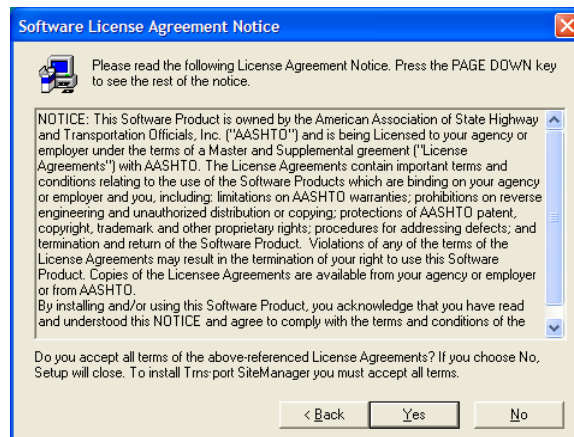 Software License Agreement Notice
Please read the following License Agreement Notice. Press the PAGE DOWN key
to see the rest of the notice.
NOTICE: This Software Product is owned by the American Association of State Highway
and Transportation Officials, Inc. ("AASHTO") and is being Licensed to your agency or
employer under the terms of a Master and Supplemental greement ("License
Agreements") with AASHTO. The License Agreements contain important terms and
conditions relating to the use of the Software Products which are binding on your agency
or employer and you, including: limitations on AASHTO warranties; prohibitions on reverse
engineering and unauthorized distribution or copying; protections of AASHTO patent,
copyright, trademark and other proprietary rights; procedures for addressing defects; and
termination and return of the Software Product. Violations of any of the terms of the
License Agreements may result in the termination of your right to use this Software
Product. Copies of the Licensee Agreements are available from your agency or employer
or from AASHTO.
By installing and/or using this Software Product, you acknowledge that you have read
and understood this NOTICE and agree to comply with the terms and conditions of the
Do you accept all terms of the above-referenced License Agreements? If you choose No,
Setup will close. To install Trns·port SiteManager you must accept all terms.
< Back Yes No